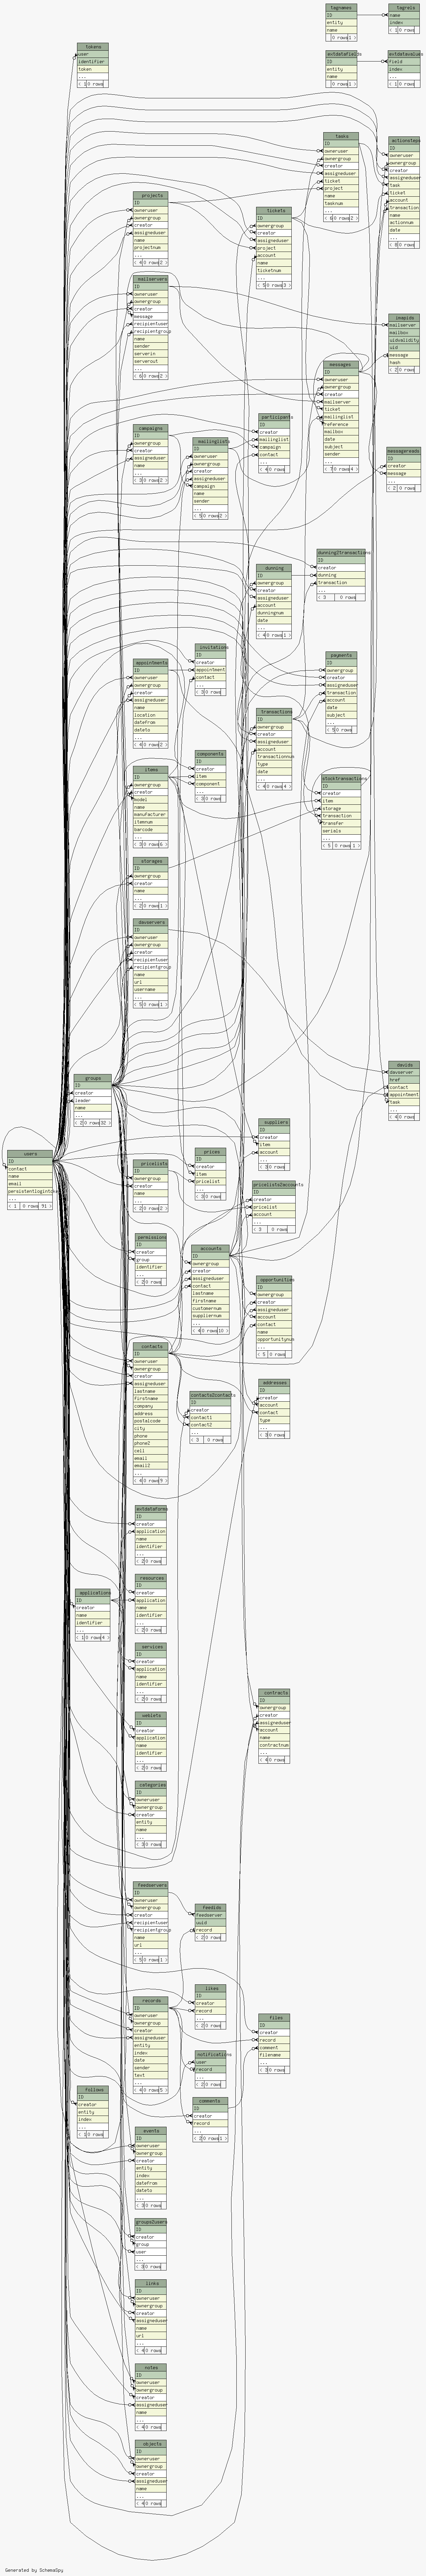 tagnames
ID
entity
name
< 0 rows 1 >
tagrels
name
index
< 1 0 rows
extdatafields
ID
entity
name
< 0 rows 1 >
extdatavalues
field
index
...
< 1 0 rows
tokens
user
identifier
token
...
< 1 0 rows
tasks
ID
owneruser
ownergroup
creator
assigneduser
ticket
project
name
tasknum
...
< 6 0 rows 2 >
actionsteps
ID
owneruser
ownergroup
creator
assigneduser
task
ticket
account
transaction
name
actionnum
date
...
< 8 0 rows
projects
ID
owneruser
ownergroup
creator
assigneduser
name
projectnum
...
< 4 0 rows 2 >
tickets
ID
ownergroup
creator
assigneduser
project
account
name
ticketnum
...
< 5 0 rows 3 >
mailservers
ID
owneruser
ownergroup
creator
message
recipientuser
recipientgroup
name
sender
serverin
serverout
...
< 6 0 rows 2 >
imapids
mailserver
mailbox
uidvalidity
uid
message
hash
< 2 0 rows
messages
ID
owneruser
ownergroup
creator
mailserver
ticket
mailinglist
reference
mailbox
date
subject
sender
...
< 7 0 rows 4 >
campaigns
ID
ownergroup
creator
assigneduser
name
...
< 3 0 rows 2 >
mailinglists
ID
owneruser
ownergroup
creator
assigneduser
campaign
name
sender
...
< 5 0 rows 2 >
participants
ID
creator
mailinglist
campaign
contact
...
< 4 0 rows
messagereads
ID
creator
message
...
< 2 0 rows
dunning2transactions
ID
creator
dunning
transaction
...
< 3 0 rows
dunning
ID
ownergroup
creator
assigneduser
account
dunningnum
date
...
< 4 0 rows 1 >
invitations
ID
creator
appointment
contact
...
< 3 0 rows
payments
ID
ownergroup
creator
assigneduser
transaction
account
date
subject
...
< 5 0 rows
appointments
ID
owneruser
ownergroup
creator
assigneduser
name
location
datefrom
dateto
...
< 4 0 rows 2 >
transactions
ID
ownergroup
creator
assigneduser
account
transactionnum
type
date
...
< 4 0 rows 4 >
components
ID
creator
item
component
...
< 3 0 rows
items
ID
ownergroup
creator
model
name
manufacturer
itemnum
barcode
...
< 3 0 rows 6 >
stocktransactions
ID
creator
item
storage
transaction
transfer
serials
...
< 5 0 rows 1 >
storages
ID
ownergroup
creator
name
...
< 2 0 rows 1 >
davservers
ID
owneruser
ownergroup
creator
recipientuser
recipientgroup
name
url
username
...
< 5 0 rows 1 >
davids
davserver
href
contact
appointment
task
...
< 4 0 rows
groups
ID
creator
leader
name
...
< 2 0 rows 32 >
users
ID
contact
name
email
persistentlogintoken
...
< 1 0 rows 91 >
suppliers
ID
creator
item
account
...
< 3 0 rows
prices
ID
creator
item
pricelist
...
< 3 0 rows
pricelists
ID
ownergroup
creator
name
...
< 2 0 rows 2 >
pricelists2accounts
ID
creator
pricelist
account
...
< 3 0 rows
permissions
ID
creator
group
identifier
...
< 2 0 rows
accounts
ID
ownergroup
creator
assigneduser
contact
lastname
firstname
customernum
suppliernum
...
< 4 0 rows 10 >
opportunities
ID
ownergroup
creator
assigneduser
account
contact
name
opportunitynum
...
< 5 0 rows
contacts
ID
owneruser
ownergroup
creator
assigneduser
lastname
firstname
company
address
postalcode
city
phone
phone2
cell
email
email2
...
< 4 0 rows 9 >
contacts2contacts
ID
creator
contact1
contact2
...
< 3 0 rows
addresses
ID
creator
account
contact
type
...
< 3 0 rows
extdataforms
ID
creator
application
name
identifier
...
< 2 0 rows
applications
ID
creator
name
identifier
...
< 1 0 rows 4 >
resources
ID
creator
application
name
identifier
...
< 2 0 rows
services
ID
creator
application
name
identifier
...
< 2 0 rows
weblets
ID
creator
application
name
identifier
...
< 2 0 rows
contracts
ID
ownergroup
creator
assigneduser
account
name
contractnum
...
< 4 0 rows
categories
ID
owneruser
ownergroup
creator
entity
name
...
< 3 0 rows
feedservers
ID
owneruser
ownergroup
creator
recipientuser
recipientgroup
name
url
...
< 5 0 rows 1 >
feedids
feedserver
uuid
record
< 2 0 rows
likes
ID
creator
record
...
< 2 0 rows
records
ID
owneruser
ownergroup
creator
assigneduser
entity
index
date
sender
text
...
< 4 0 rows 5 >
files
ID
creator
record
comment
filename
...
< 3 0 rows
notifications
user
record
...
< 2 0 rows
follows
ID
creator
entity
index
...
< 1 0 rows
comments
ID
creator
record
...
< 2 0 rows 1 >
events
ID
owneruser
ownergroup
creator
entity
index
datefrom
dateto
...
< 3 0 rows
groups2users
ID
creator
group
user
...
< 3 0 rows
links
ID
owneruser
ownergroup
creator
assigneduser
name
url
...
< 4 0 rows
notes
ID
owneruser
ownergroup
creator
assigneduser
name
...
< 4 0 rows
objects
ID
owneruser
ownergroup
creator
assigneduser
name
...
< 4 0 rows
Generated by SchemaSpy